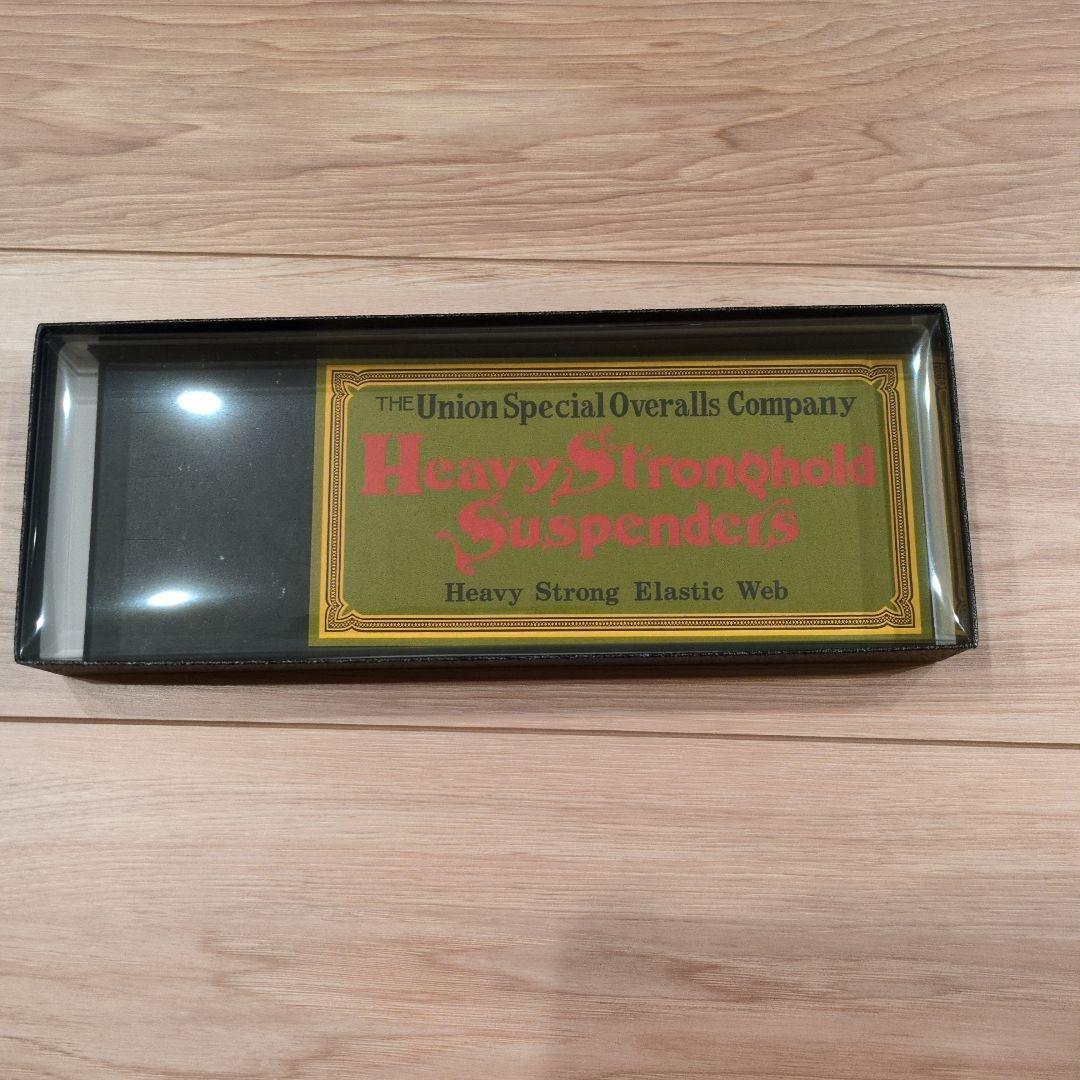 THE Union Special Overalls Company
Heavy Stronghold
Suspenders
Heavy Strong Elastic Web